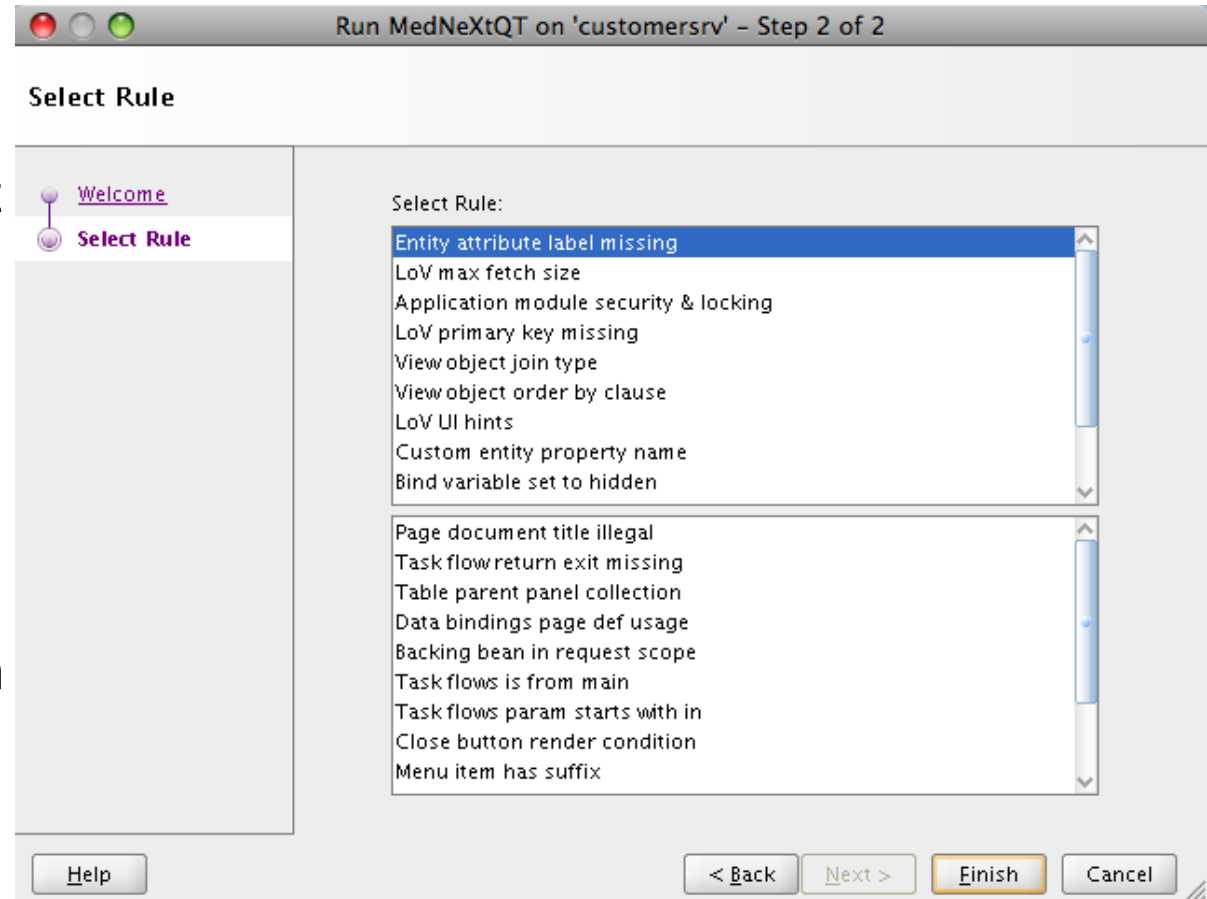 Run MedNeXtQT on 'customersrv' – Step 2 of 2
Select Rule
Welcome
Select Rule
Select Rule:
Entity attribute label missing
LoV max fetch size
Application module security & locking
LoV primary key missing
View object join type
View object order by clause
LoV UI hints
Custom entity property name
Bind variable set to hidden
Page document title illegal
Task flow return exit missing
Table parent panel collection
Data bindings page def usage
Backing bean in request scope
Task flows is from main
Task flows param starts with in
Close button render condition
Menu item has suffix
Help
< Back
Next >
Finish
Cancel